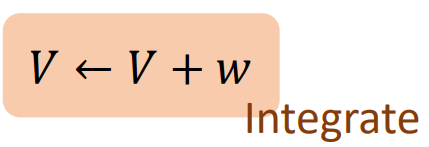 V ← V + w
Integrate